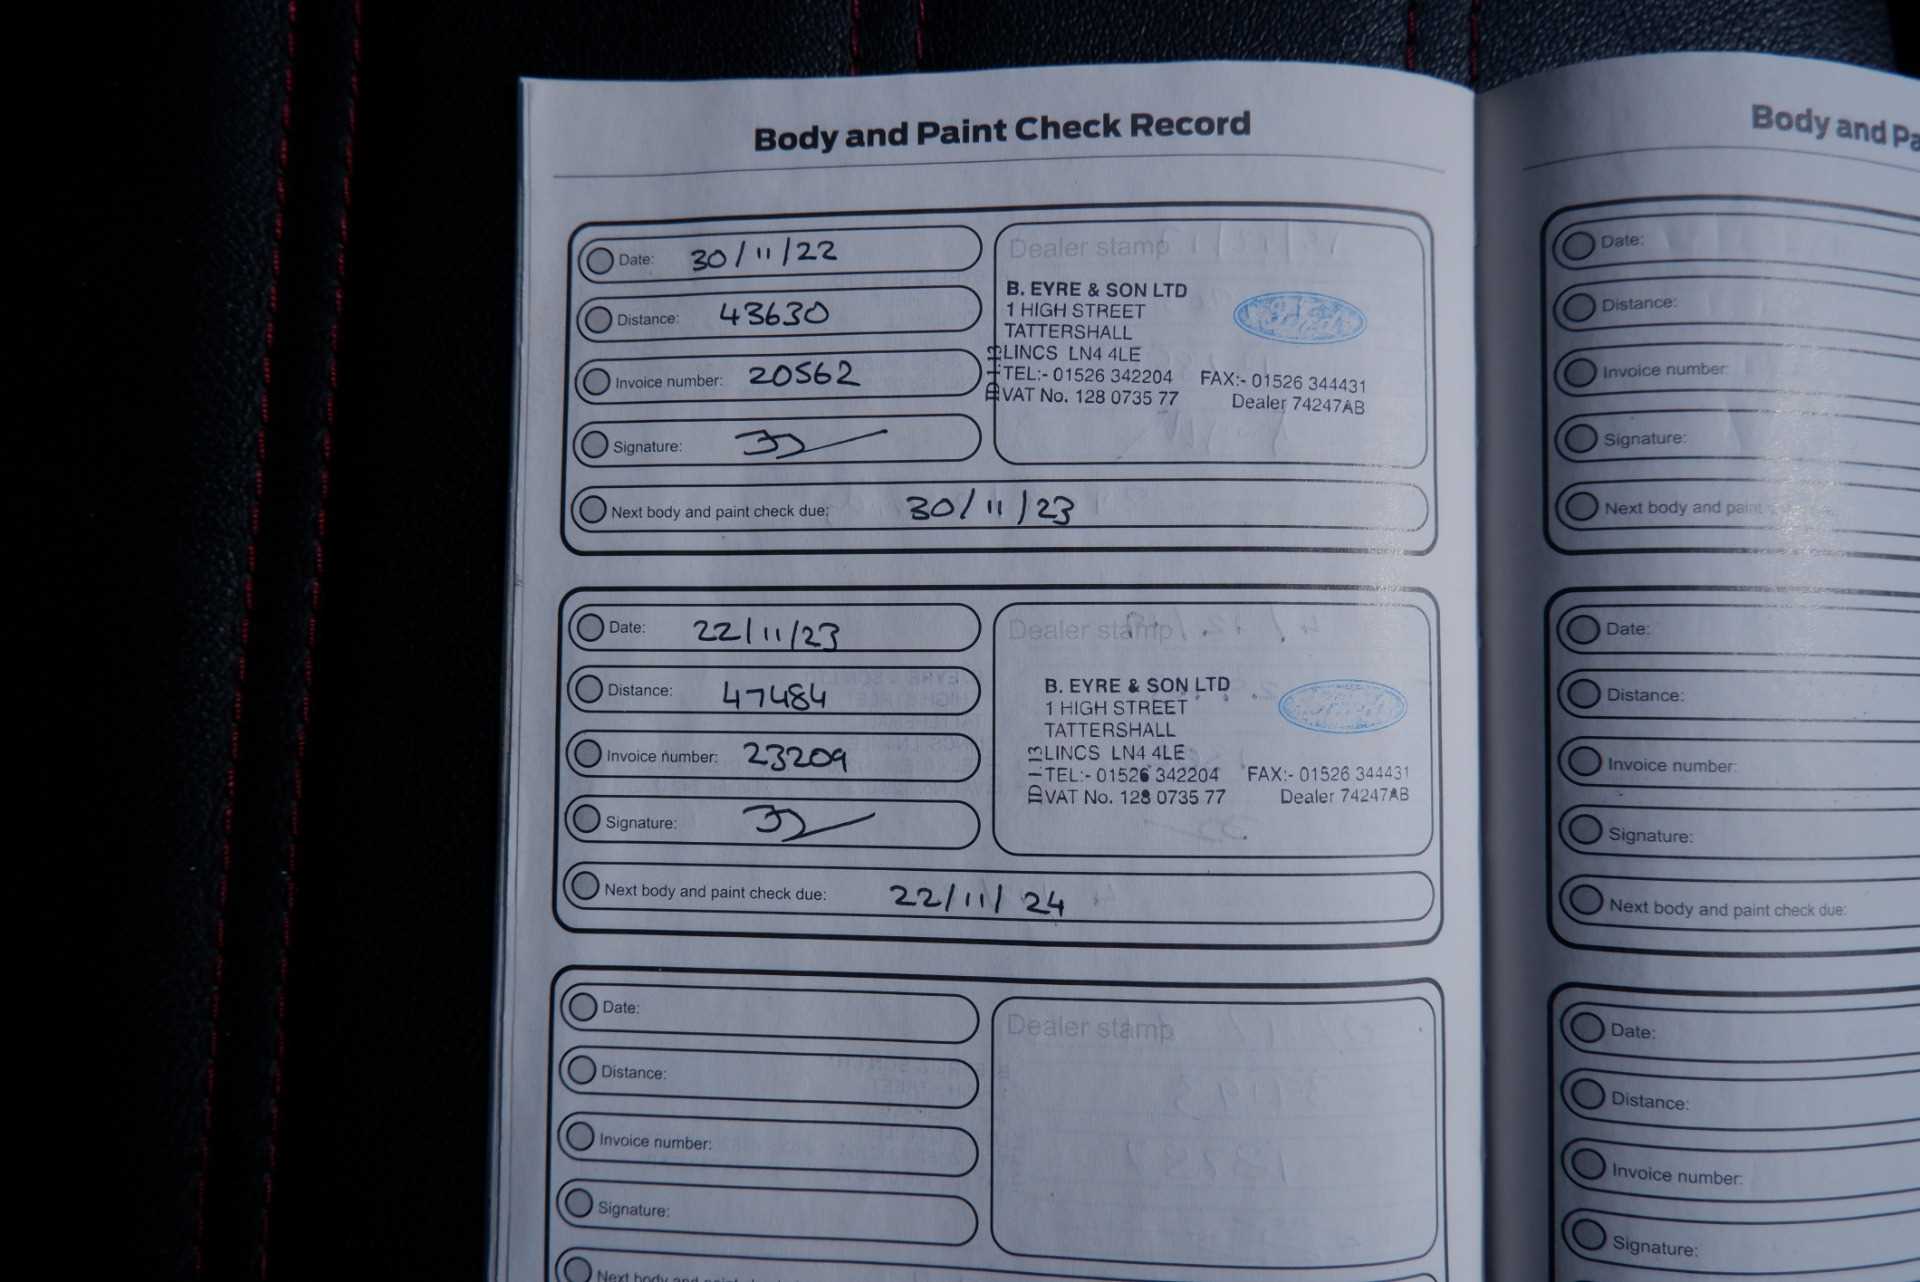 Body and Paint Check Record
Date: 30/11/22
Distance: 43630
Invoice number: 20562
Signature:
Next body and paint check due: 30/11/23
Dealer stamp
B. EYRE & SON LTD
1 HIGH STREET
TATTERSHALL
LINCS LN4 4LE
TEL:- 01526 342204 FAX:- 01526 344431
VAT No. 128 0735 77 Dealer 74247AB
Date: 22/11/23
Distance: 47484
Invoice number: 23209
Signature:
Next body and paint check due: 22/11/24
Dealer stamp
B. EYRE & SON LTD
1 HIGH STREET
TATTERSHALL
LINCS LN4 4LE
TEL:- 01526 342204 FAX:- 01526 344431
VAT No. 128 0735 77 Dealer 74247AB
Date:
Distance:
Invoice number:
Signature:
Next body and paint check due:
Dealer stamp
Body and Pa
Date:
Distance:
Invoice number:
Signature:
Next body and paint
Date:
Distance:
Invoice number:
Signature:
Next body and paint check due:
Date:
Distance:
Invoice number:
Signature: